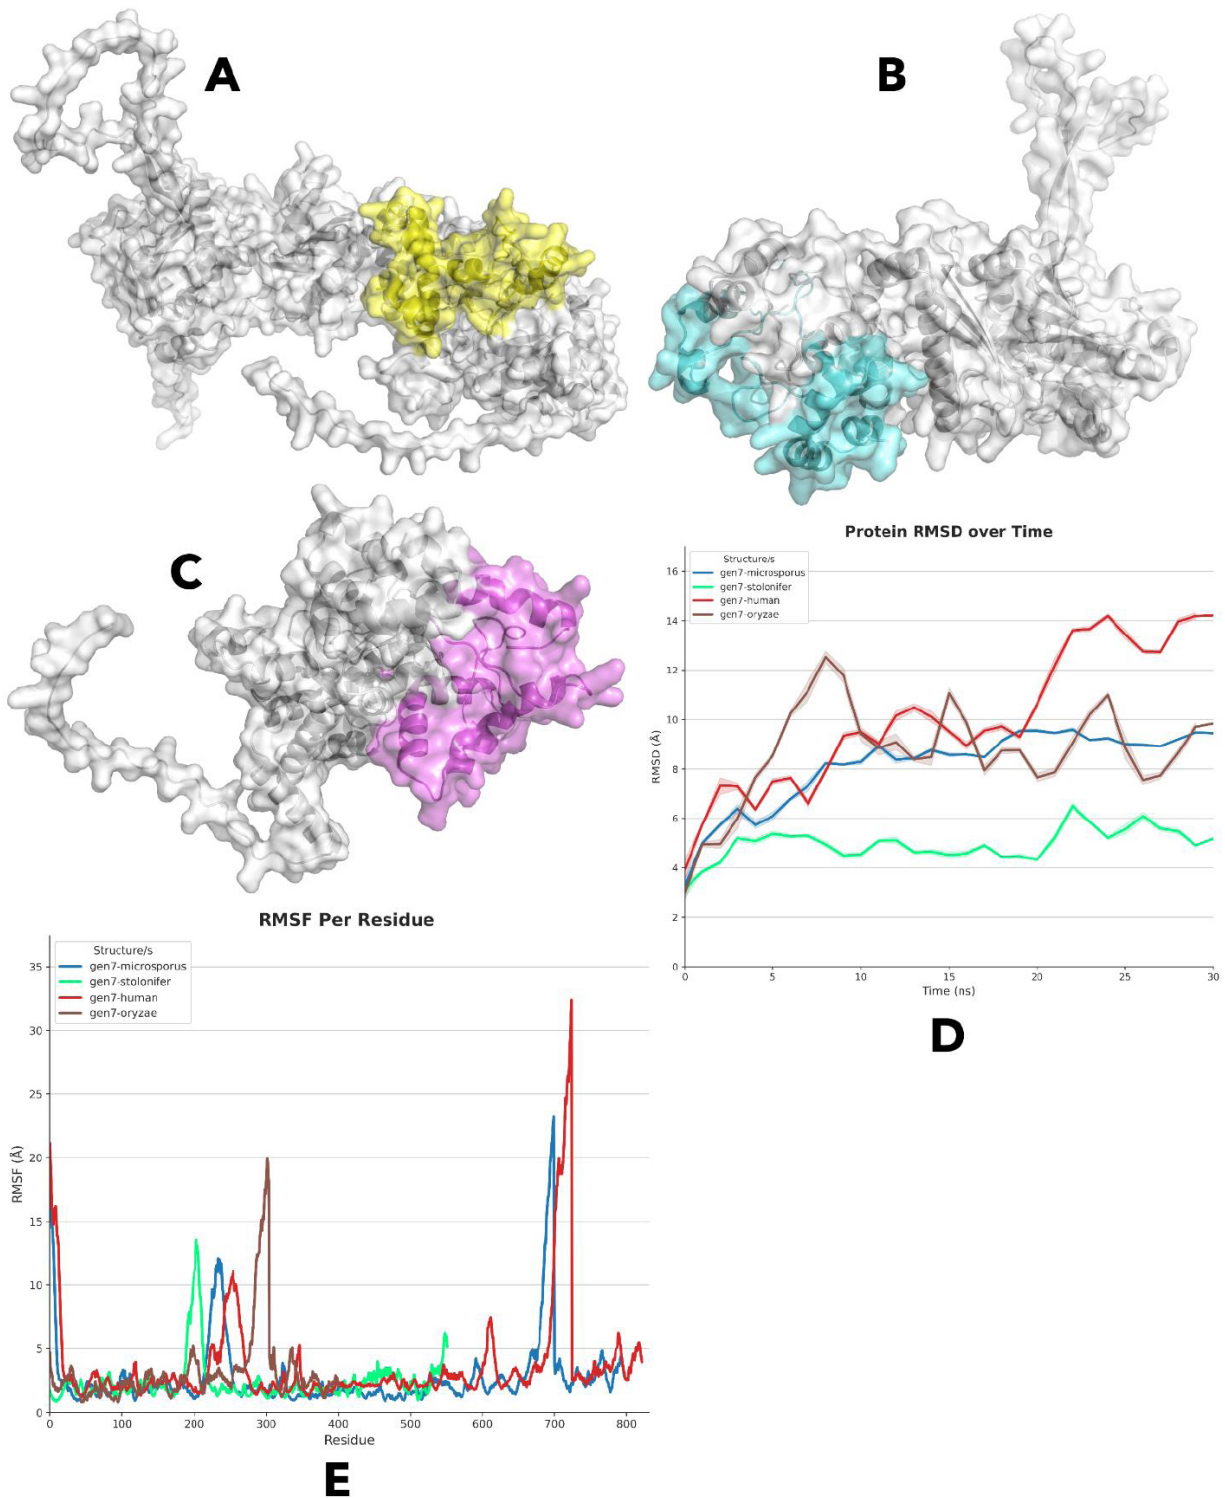 A
B
C
Protein RMSD over Time
Structure/s
gen7-microsporus
gen7-stolonifer
gen7-human
gen7-oryzae
RMSD (Å)
16
14
12
10
8
6
4
2
0
0 5 10 15 20 25 30
Time (ns)
D
RMSF Per Residue
Structure/s
gen7-microsporus
gen7-stolonifer
gen7-human
gen7-oryzae
RMSF (Å)
35
30
25
20
15
10
5
0
0 100 200 300 400 500 600 700 800
Residue
E